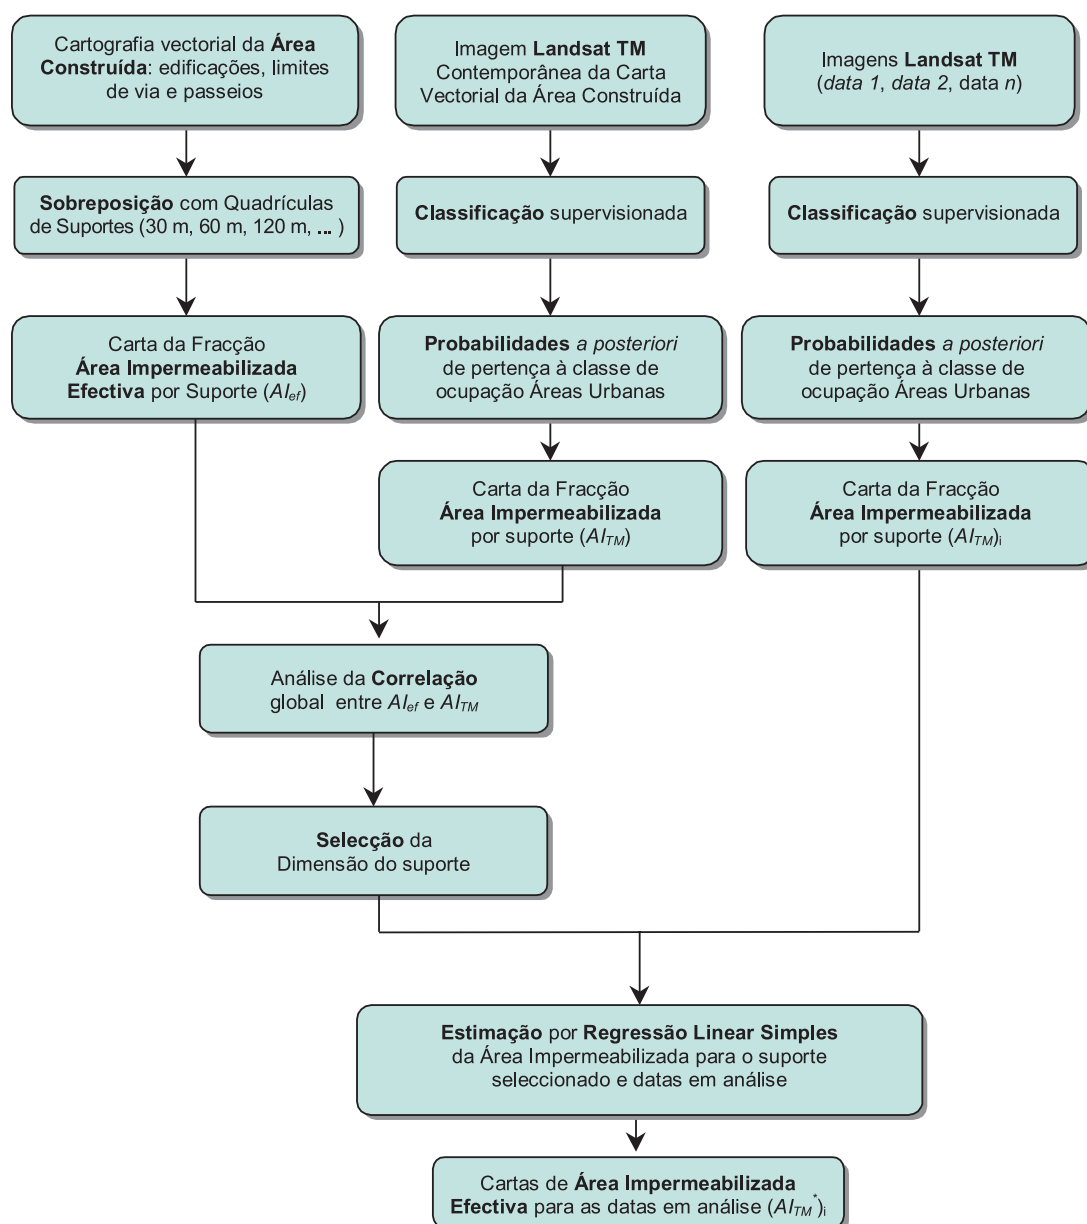 Cartografia vectorial da Área
Construída: edificações, limites
de via e passeios
Imagem Landsat TM
Contemporânea da Carta
Vectorial da Área Construída
Imagens Landsat TM
(data 1, data 2, data n)
Sobreposição com Quadrículas
de Suportes (30 m, 60 m, 120 m, ... )
Classificação supervisionada
Classificação supervisionada
Carta da Fracção
Área Impermeabilizada
Efectiva por Suporte (AIef)
Probabilidades a posteriori
de pertença à classe de
ocupação Áreas Urbanas
Probabilidades a posteriori
de pertença à classe de
ocupação Áreas Urbanas
Carta da Fracção
Área Impermeabilizada
por suporte (AITM)
Carta da Fracção
Área Impermeabilizada
por suporte (AITM)i
Análise da Correlação
global entre AIef e AITM
Selecção da
Dimensão do suporte
Estimação por Regressão Linear Simples
da Área Impermeabilizada para o suporte
seleccionado e datas em análise
Cartas de Área Impermeabilizada
Efectiva para as datas em análise (AITM*)i